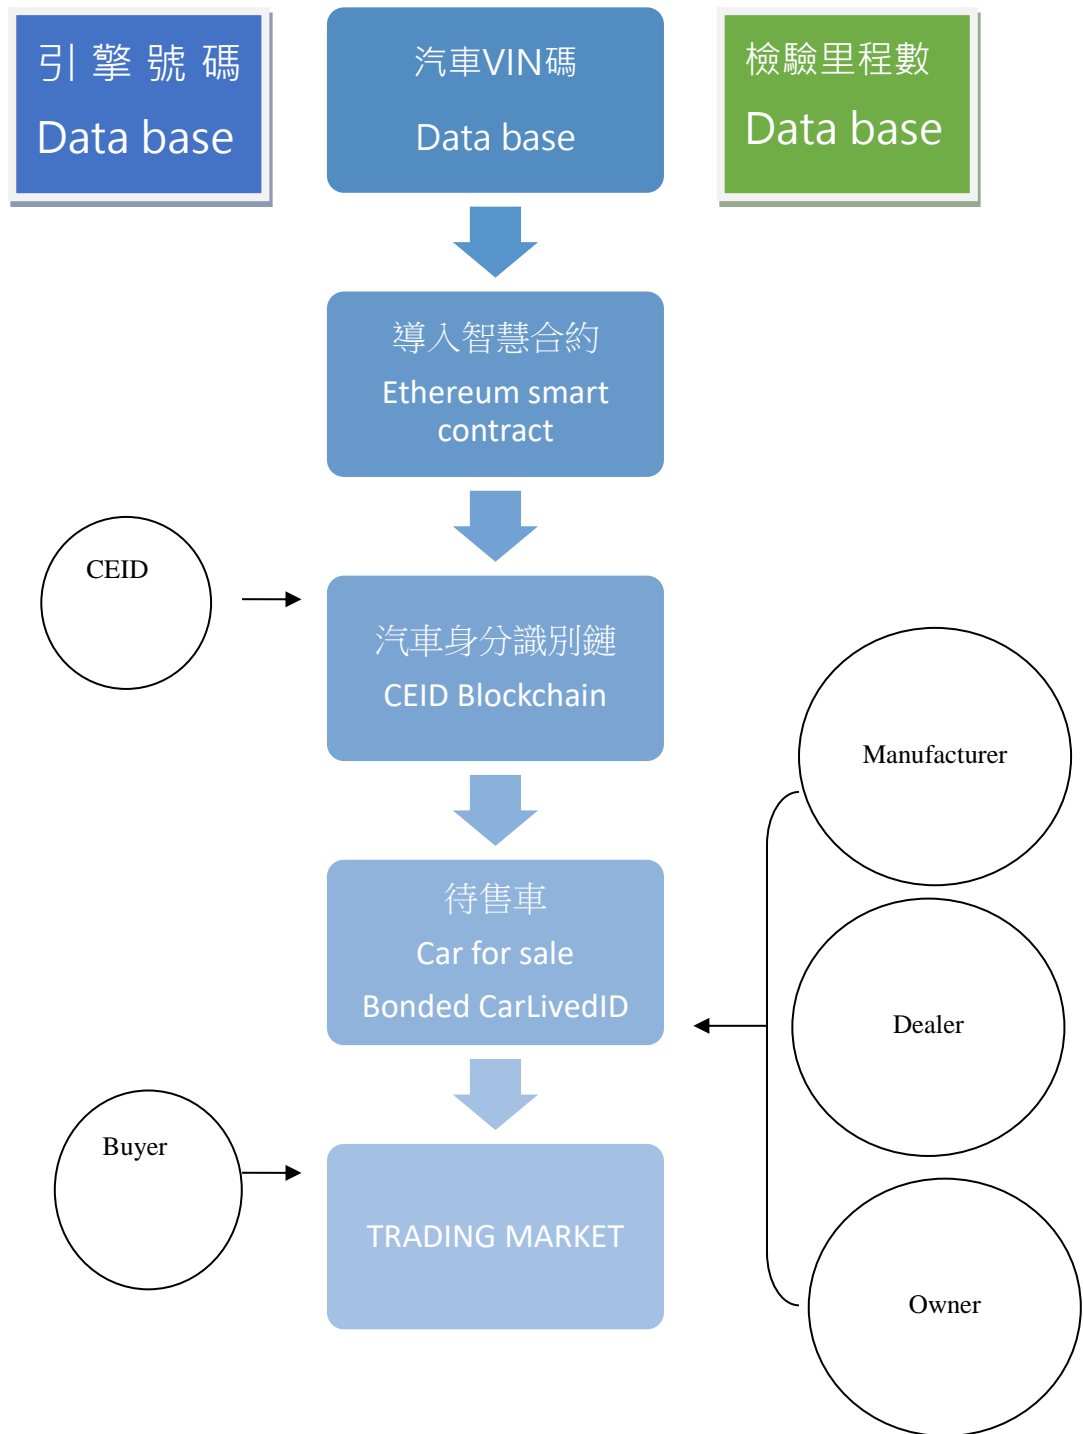 引 擎 號 碼
Data base
汽車VIN碼
Data base
檢驗里程數
Data base
導入智慧合約
Ethereum smart
contract
CEID
汽車身分識別鏈
CEID Blockchain
Manufacturer
待售車
Car for sale
Bonded CarLivedID
Dealer
Buyer
TRADING MARKET
Owner